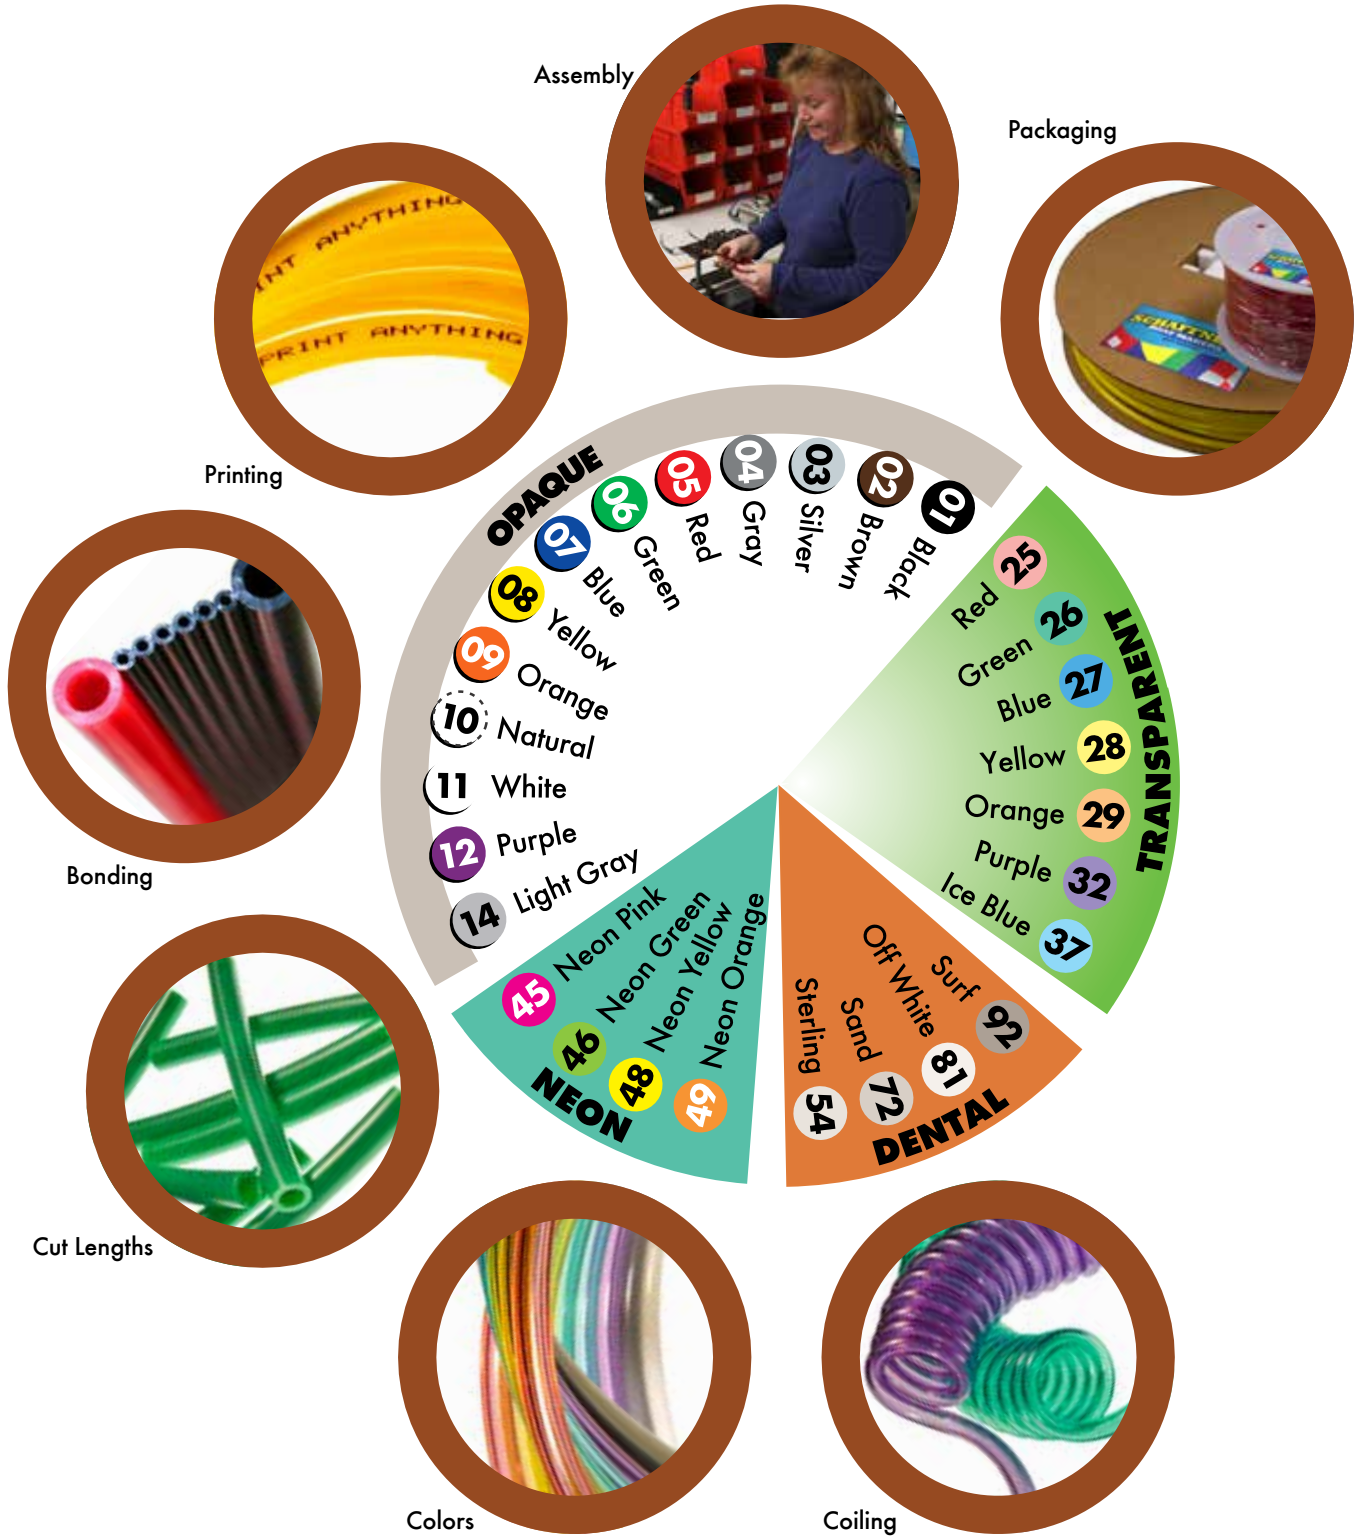 Assembly
Packaging
PRINT ANYTHING
PRINT ANYTHING
Printing
Bonding
Cut Lengths
Colors
Coiling
OPAQUE
01 Black
02 Brown
03 Silver
04 Gray
05 Red
06 Green
07 Blue
08 Yellow
09 Orange
10 Natural
11 White
12 Purple
14 Light Gray
TRANSPARENT
25 Red
26 Green
27 Blue
28 Yellow
29 Orange
32 Purple
37 Ice Blue
DENTAL
92 Surf
81 Off White
72 Sand
54 Sterling
NEON
45 Neon Pink
46 Neon Green
48 Neon Yellow
49 Neon Orange